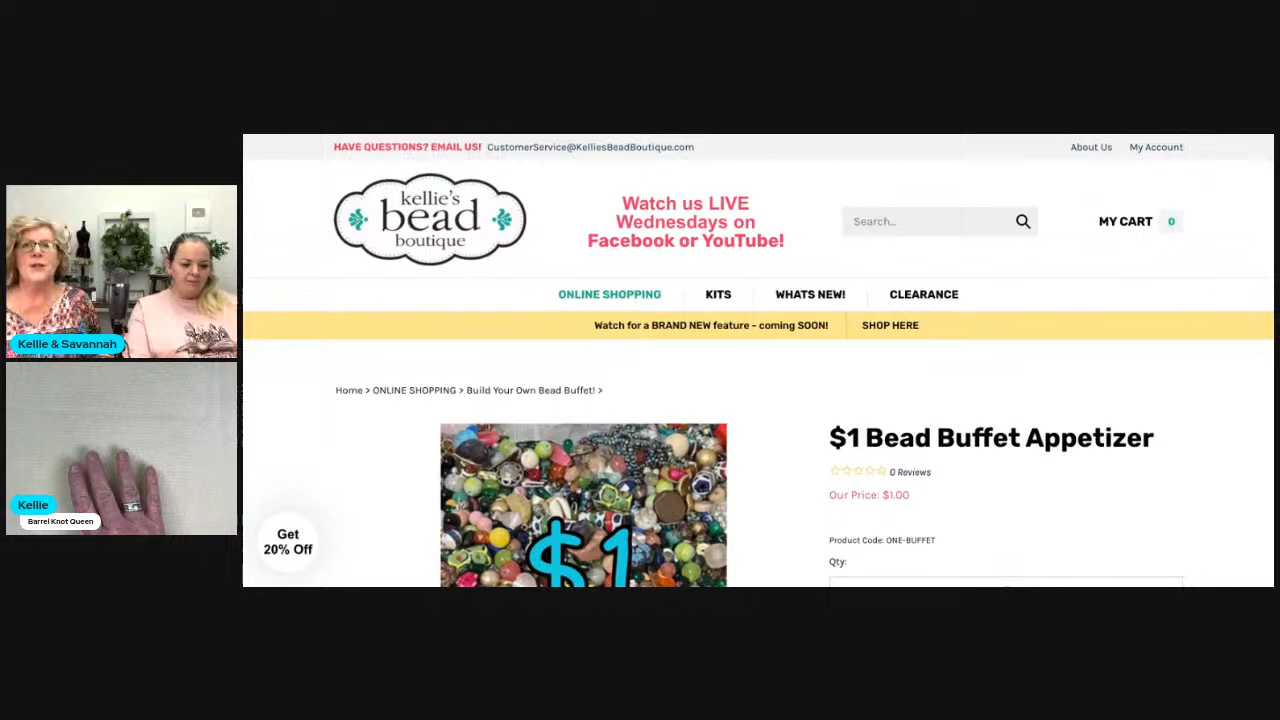 HAVE QUESTIONS? EMAIL US! CustomerService@KelliesBeadBoutique.com
About Us My Account
kellie's
bead
boutique
Watch us LIVE
Wednesdays on
Facebook or YouTube!
Search...
MY CART 0
ONLINE SHOPPING KITS WHATS NEW! CLEARANCE
Watch for a BRAND NEW feature - coming SOON! SHOP HERE
Home > ONLINE SHOPPING > Build Your Own Bead Buffet! >
$1 Bead Buffet Appetizer
0 Reviews
Our Price: $1.00
Product Code: ONE-BUFFET
Qty:
$1
Get
20% Off
Kellie & Savannah
Kellie
Barrel Knot Queen